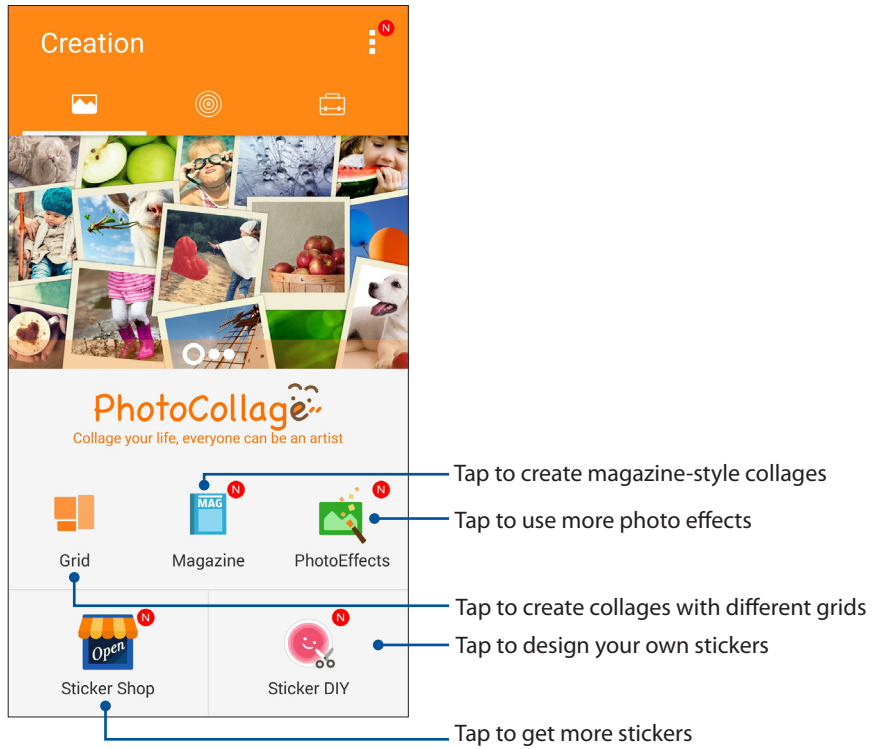 Creation
N
PhotoCollage
Collage your life, everyone can be an artist
MAG
N
N
Grid
Magazine
PhotoEffects
Tap to create magazine-style collages
Tap to use more photo effects
Open
N
N
Sticker Shop
Sticker DIY
Tap to create collages with different grids
Tap to design your own stickers
Tap to get more stickers